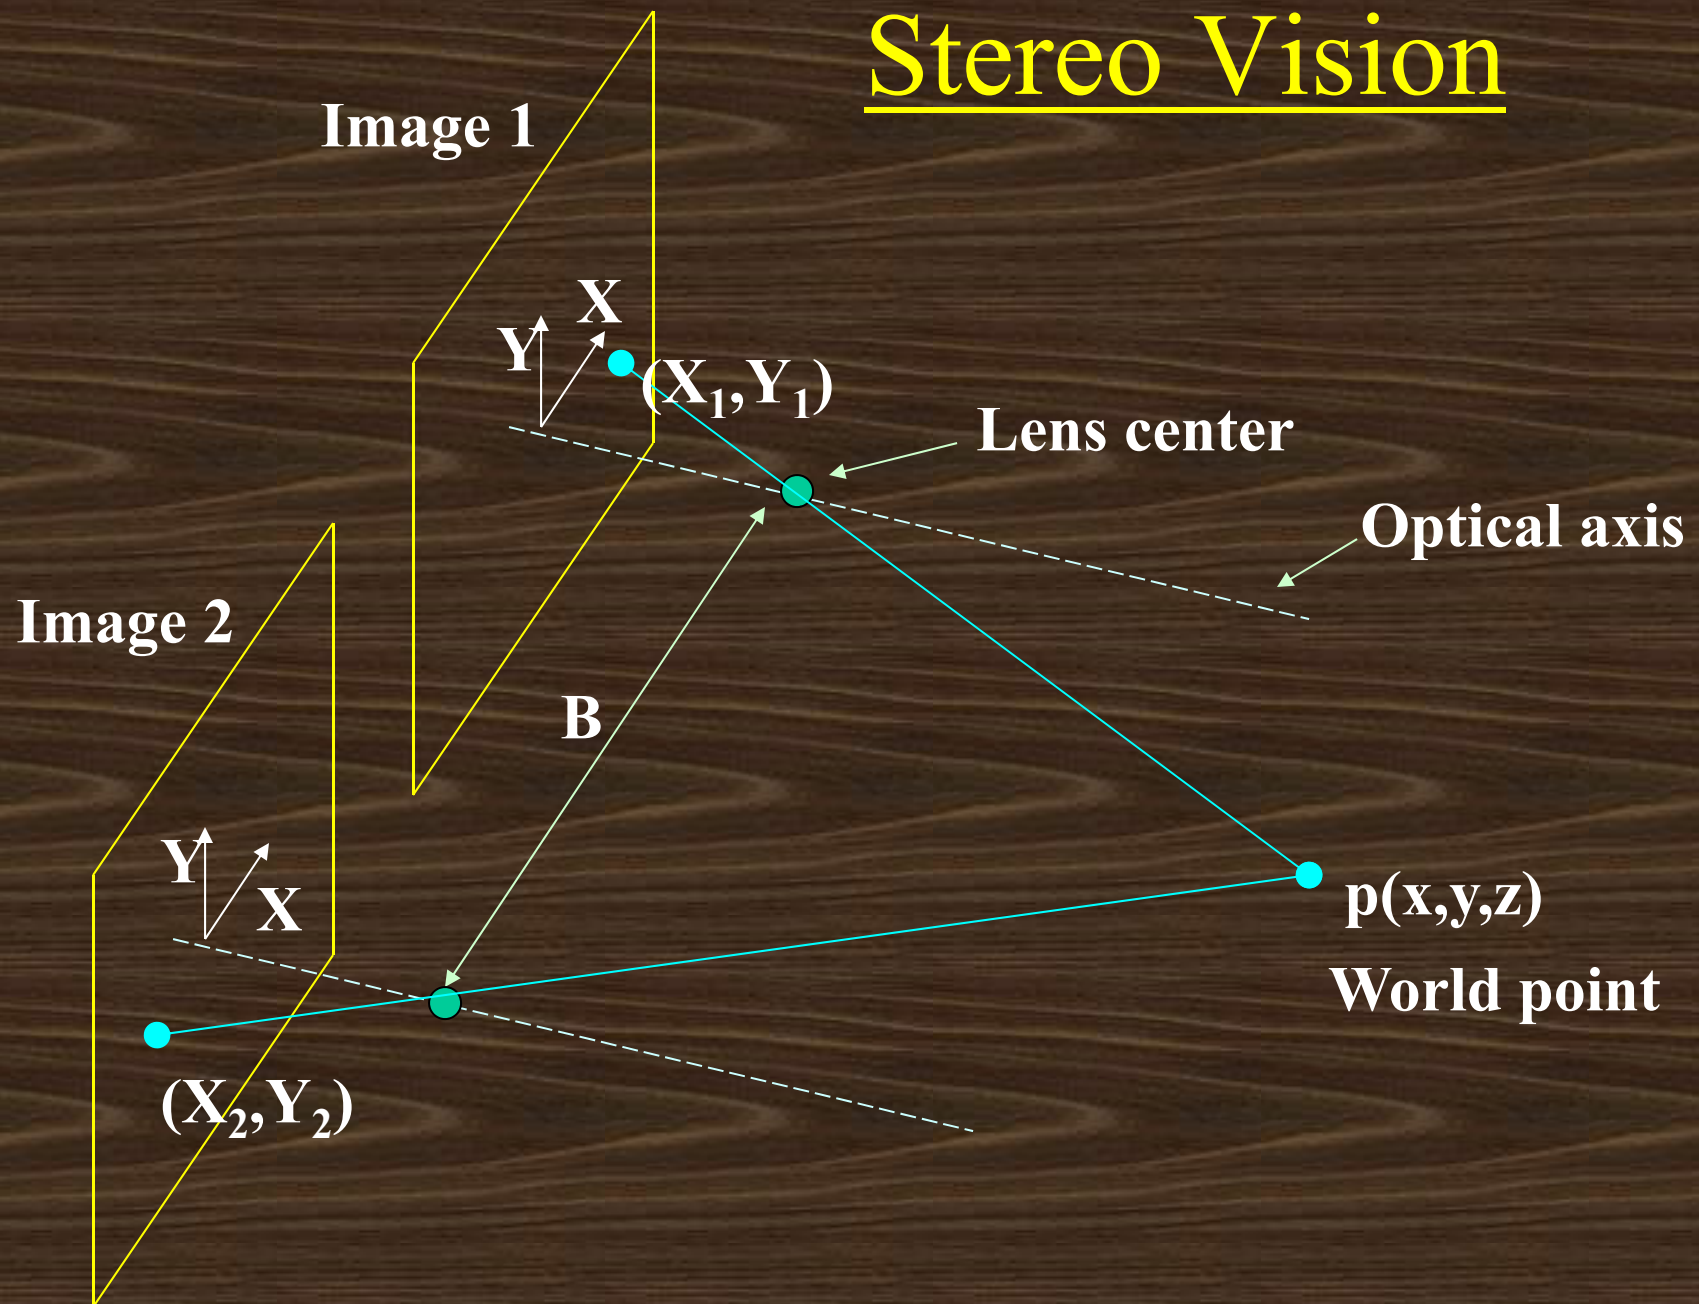 Stereo Vision
Image 1
X
Y
(X₁,Y₁)
Lens center
Optical axis
Image 2
B
Y
X
p(x,y,z)
World point
(X₂,Y₂)